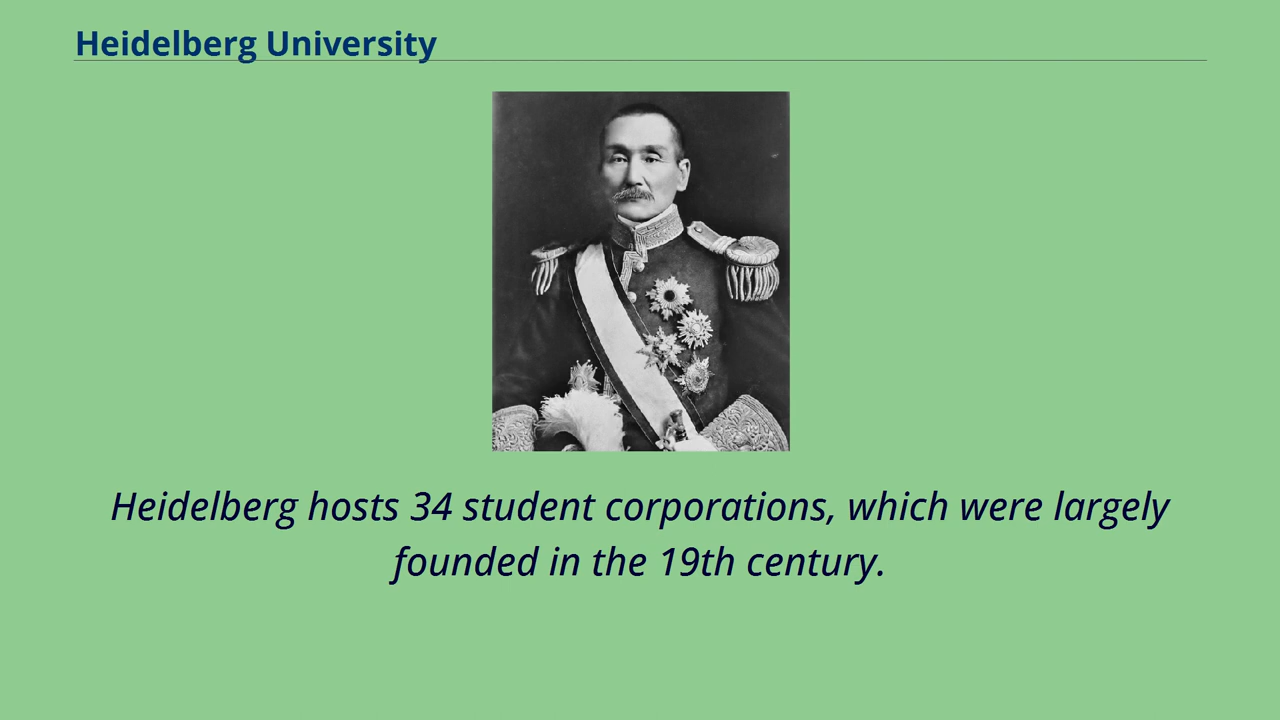 Heidelberg University
Heidelberg hosts 34 student corporations, which were largely
founded in the 19th century.